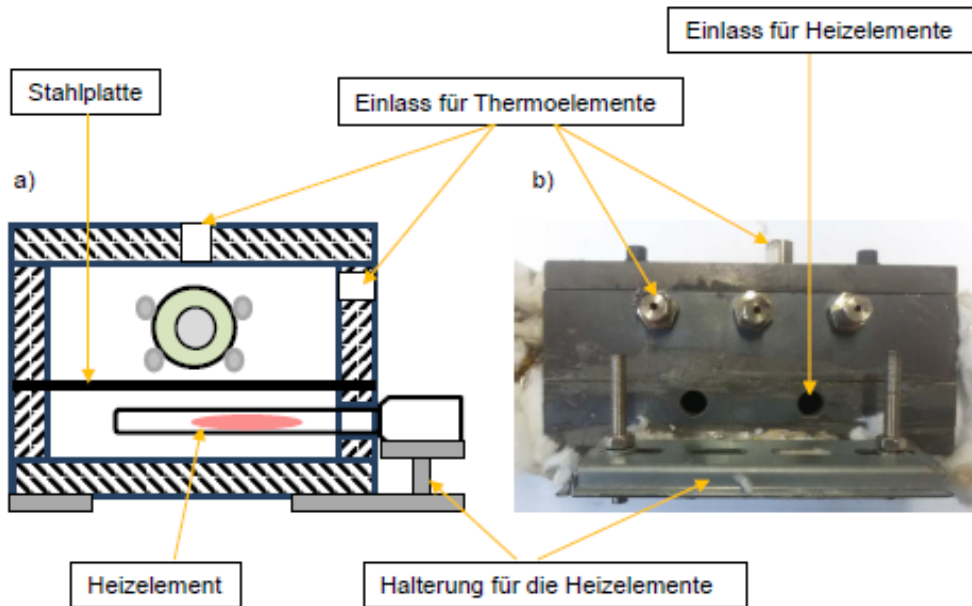 Einlass für Heizelemente
Stahlplatte
Einlass für Thermoelemente
a)
b)
Heizelement
Halterung für die Heizelemente